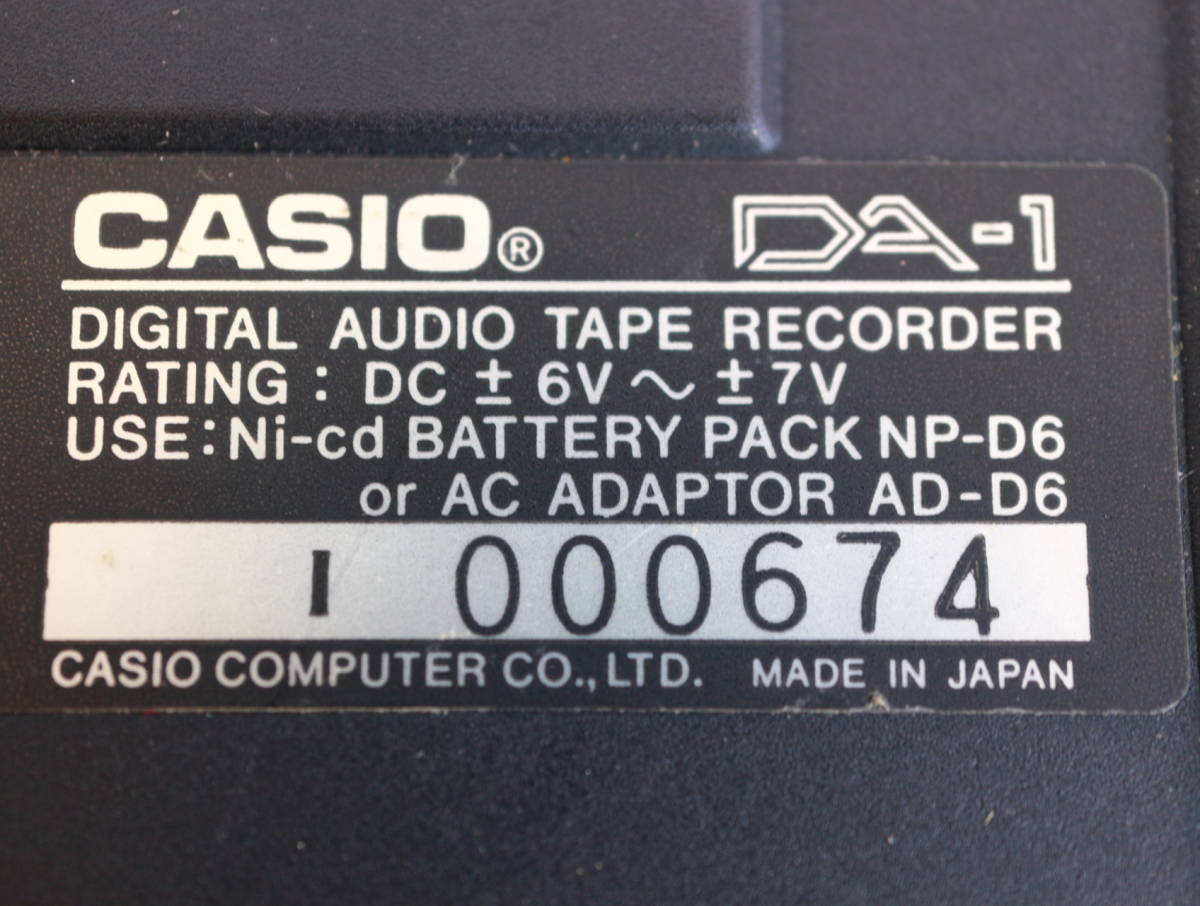 CASIO® DA-1
DIGITAL AUDIO TAPE RECORDER
RATING : DC ± 6V ~ ± 7V
USE : Ni-cd BATTERY PACK NP-D6
or AC ADAPTOR AD-D6
I 000674
CASIO COMPUTER CO., LTD. MADE IN JAPAN